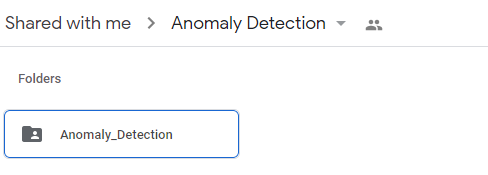 Shared with me > Anomaly Detection
Folders
Anomaly_Detection